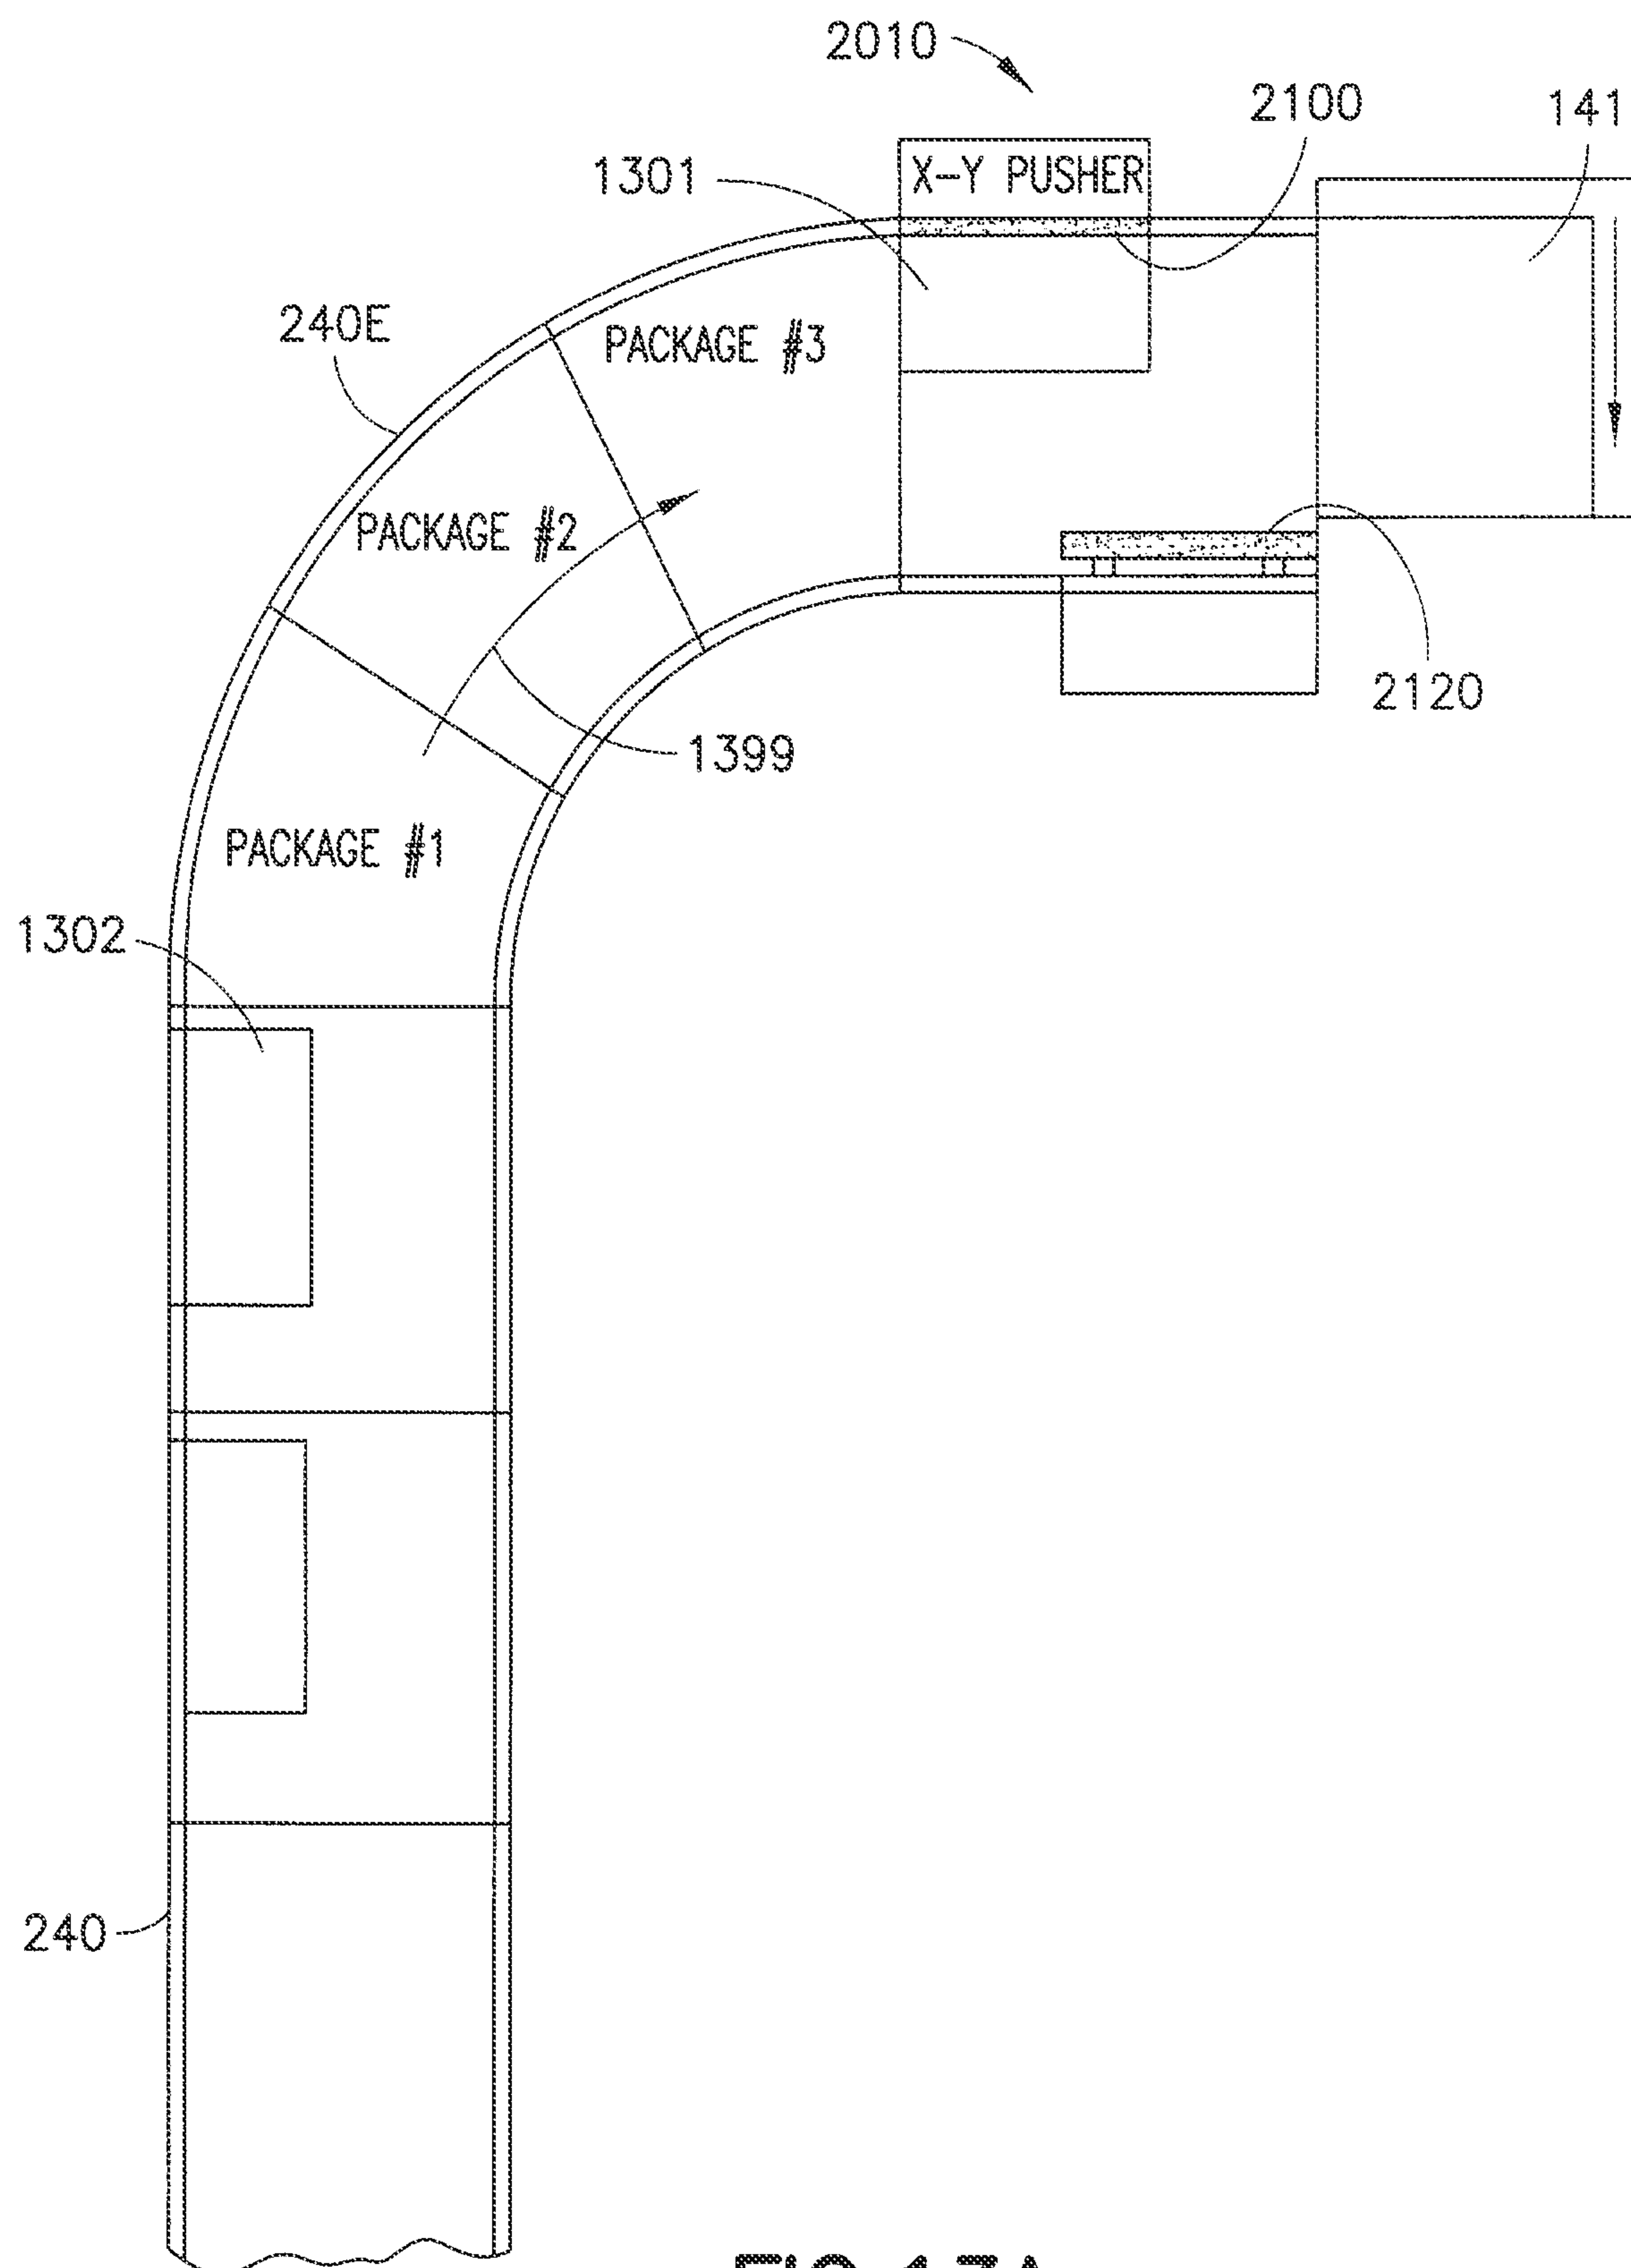 2010
2100
141
1301
X-Y PUSHER
240E
PACKAGE #3
PACKAGE #2
2120
1399
PACKAGE #1
1302
240